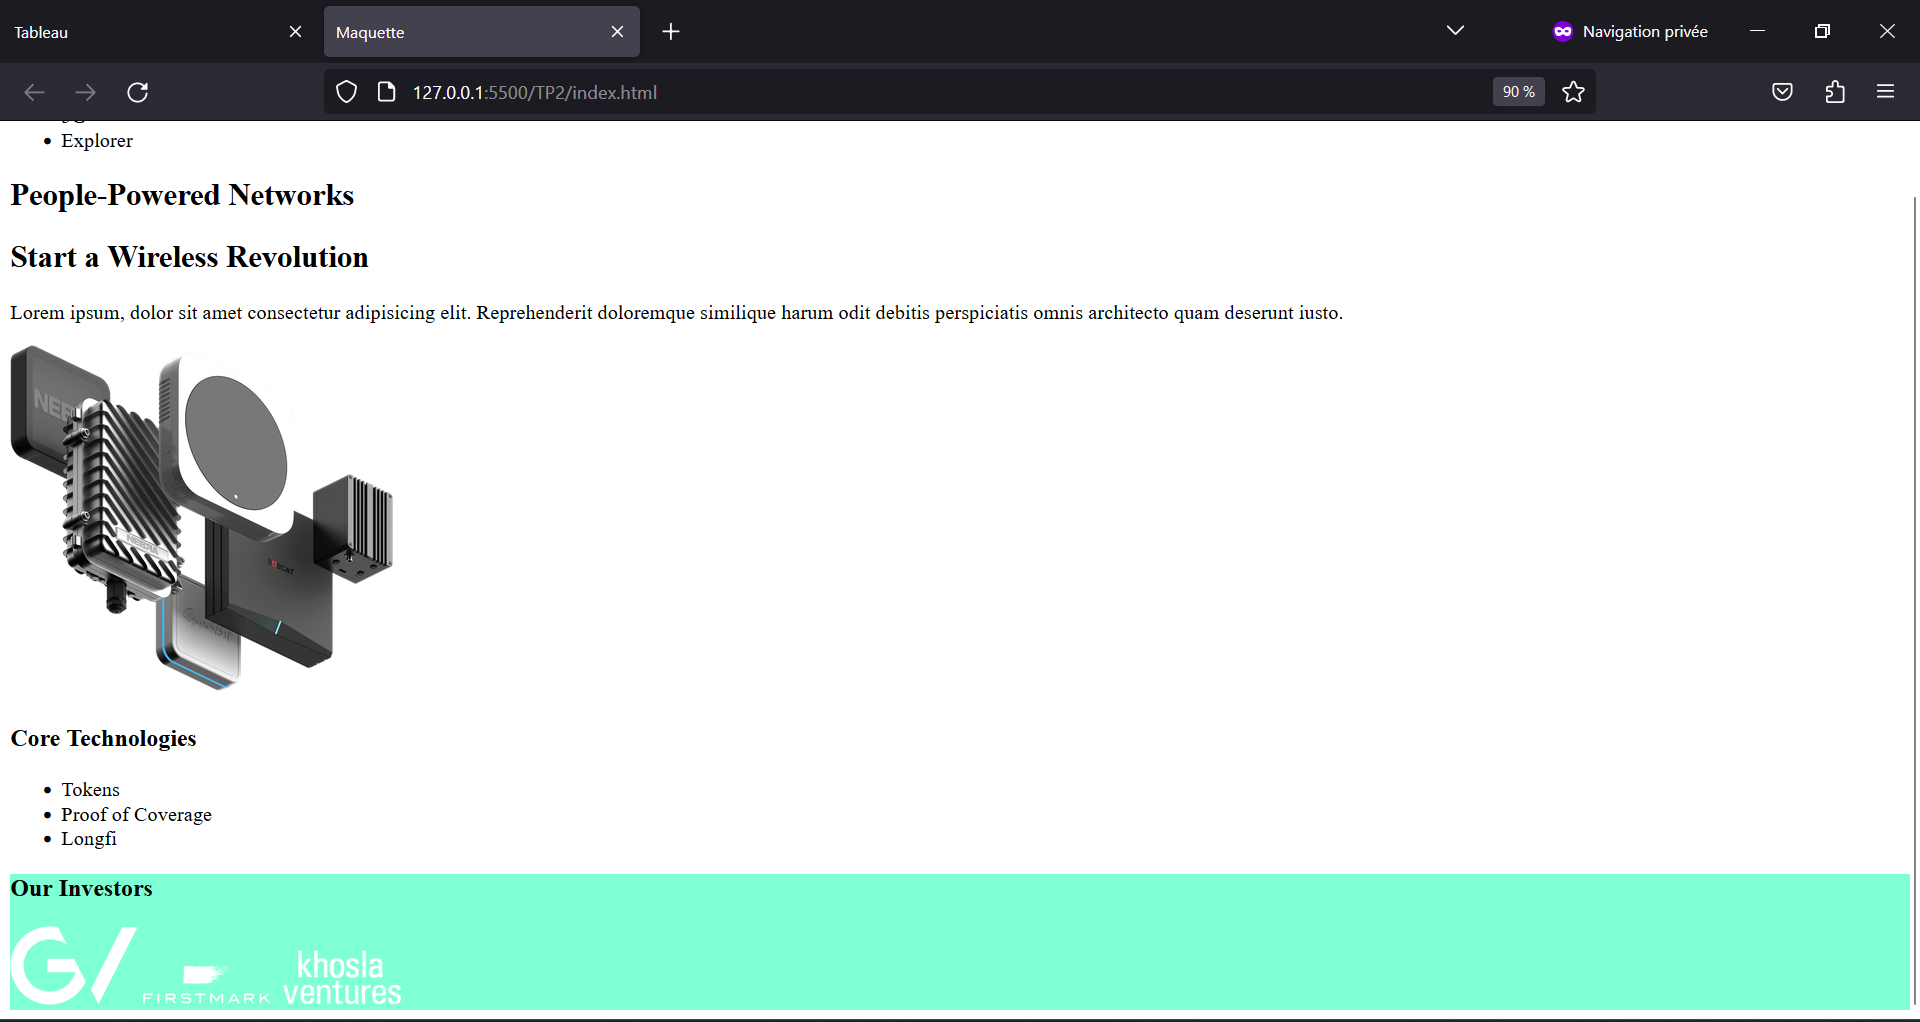 Tableau
Maquette
Navigation privée
127.0.0.1:5500/TP2/index.html
90 %
Explorer
People-Powered Networks
Start a Wireless Revolution
Lorem ipsum, dolor sit amet consectetur adipisicing elit. Reprehenderit doloremque similique harum odit debitis perspiciatis omnis architecto quam deserunt iusto.
NEBRA
Core Technologies
Tokens
Proof of Coverage
Longfi
Our Investors
GV
FIRSTMARK
khosla
ventures